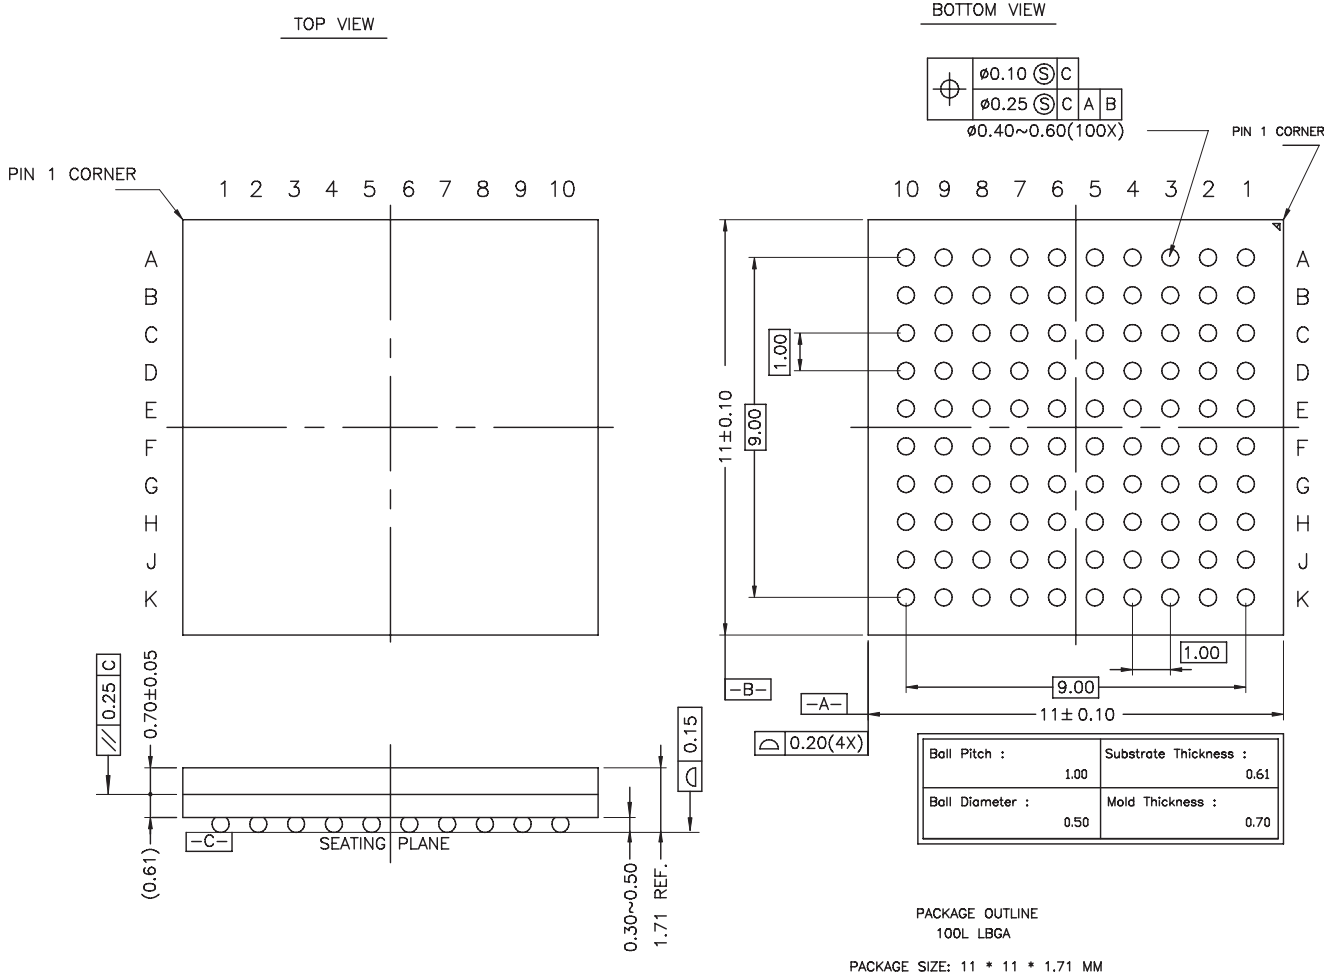 TOP VIEW
BOTTOM VIEW
⌀0.10 Ⓢ C
⌀0.25 Ⓢ C A B
⌀0.40~0.60(100X)
PIN 1 CORNER
PIN 1 CORNER
1 2 3 4 5 6 7 8 9 10
10 9 8 7 6 5 4 3 2 1
A
B
C
D
E
F
G
H
J
K
A
B
C
D
E
F
G
H
J
K
1.00
11±0.10
9.00
1.00
9.00
11±0.10
-B-
-A-
0.20(4X)
// 0.25 C
0.70±0.05
0.15
-C-
SEATING PLANE
(0.61)
0.30~0.50
1.71 REF.
Ball Pitch :
1.00
Substrate Thickness :
0.61
Ball Diameter :
0.50
Mold Thickness :
0.70
PACKAGE OUTLINE
100L LBGA
PACKAGE SIZE: 11 * 11 * 1.71 MM